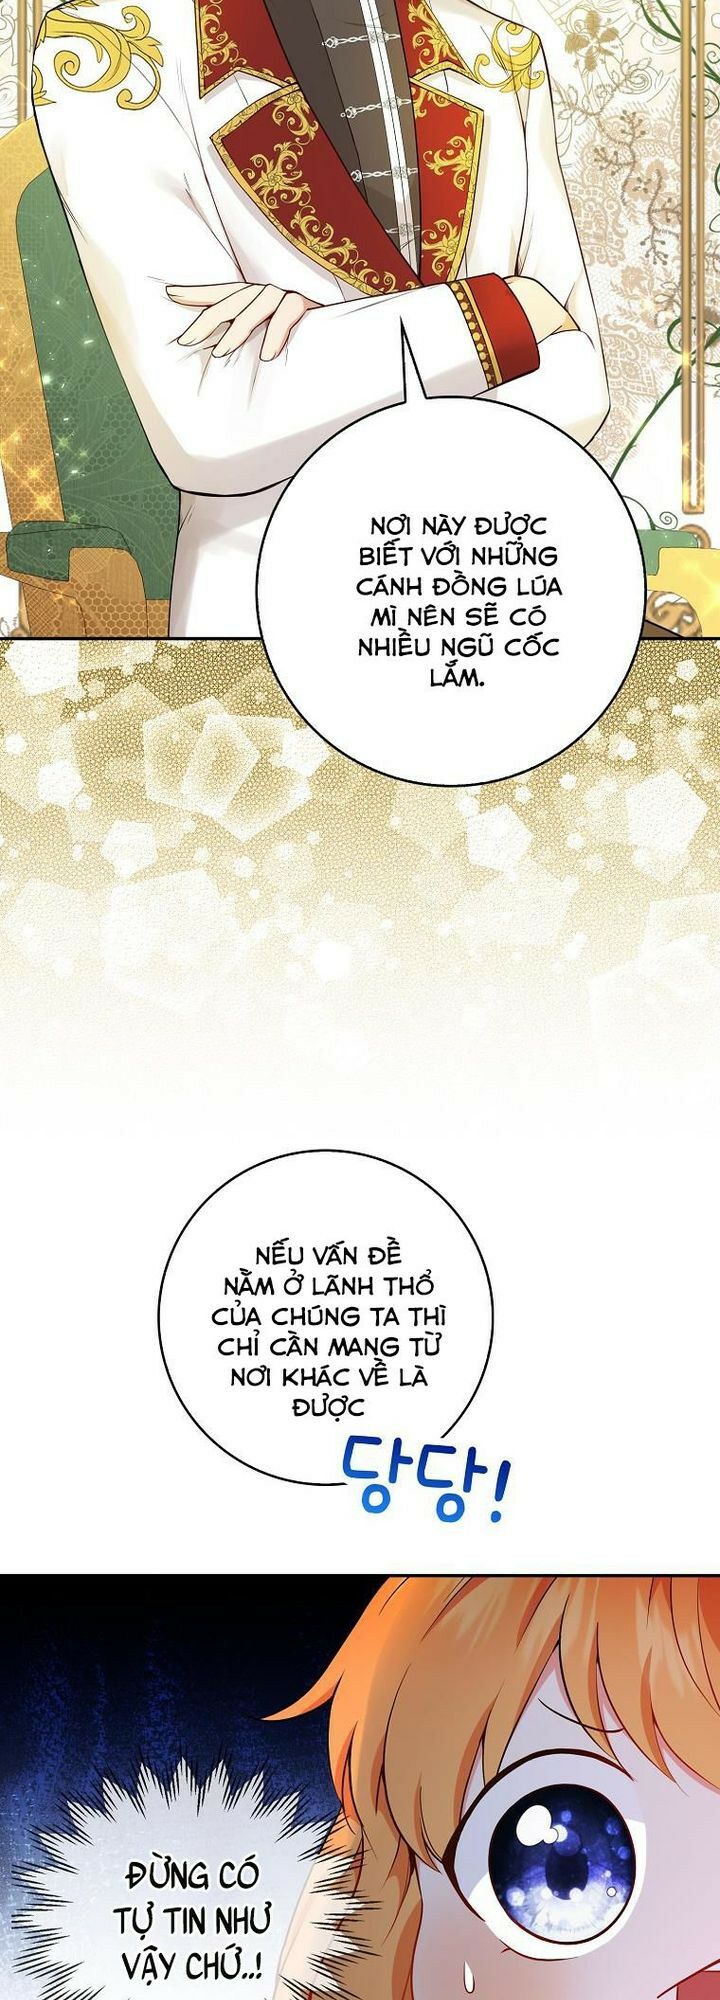 NƠI NÀY ĐƯỢC
BIẾT VỚI NHỮNG
CÁNH ĐỒNG LÚA
MÌ NÊN SẼ CÓ
NHIỀU NGŨ CỐC
LẮM.
NẾU VẤN ĐỀ
NẰM Ở LÃNH THỔ
CỦA CHÚNG TA THÌ
CHỈ CẦN MANG TỪ
NƠI KHÁC VỀ LÀ
ĐƯỢC
당당!
ĐỪNG CÓ
TỰ TIN NHƯ
VẬY CHỨ..!